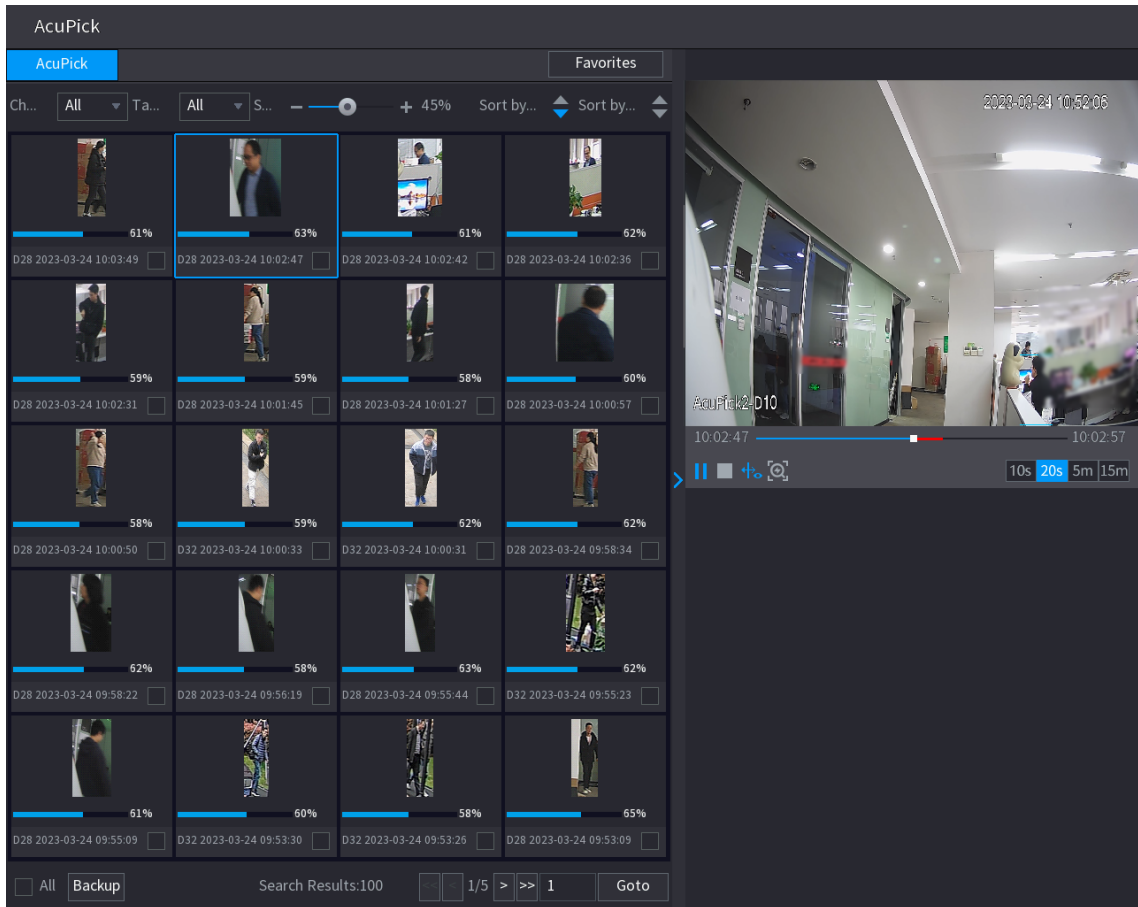 AcuPick
AcuPick
Favorites
Ch... All Ta... All S... 45% Sort by... Sort by...
61% 63% 61% 62%
D28 2023-03-24 10:03:49 D28 2023-03-24 10:02:47 D28 2023-03-24 10:02:42 D28 2023-03-24 10:02:36
59% 59% 58% 60%
D28 2023-03-24 10:02:31 D28 2023-03-24 10:01:45 D28 2023-03-24 10:01:27 D28 2023-03-24 10:00:57
58% 59% 62% 62%
D28 2023-03-24 10:00:50 D32 2023-03-24 10:00:33 D32 2023-03-24 10:00:31 D28 2023-03-24 09:58:34
62% 58% 63% 62%
D28 2023-03-24 09:58:22 D28 2023-03-24 09:56:19 D28 2023-03-24 09:55:44 D32 2023-03-24 09:55:23
61% 60% 58% 65%
D28 2023-03-24 09:55:09 D32 2023-03-24 09:53:30 D32 2023-03-24 09:53:26 D28 2023-03-24 09:53:09
All Backup Search Results:100 << < 1/5 > >> 1 Goto
2023-03-24 10:52:06
AcuPick2-D10
10:02:47 10:02:57
10s 20s 5m 15m